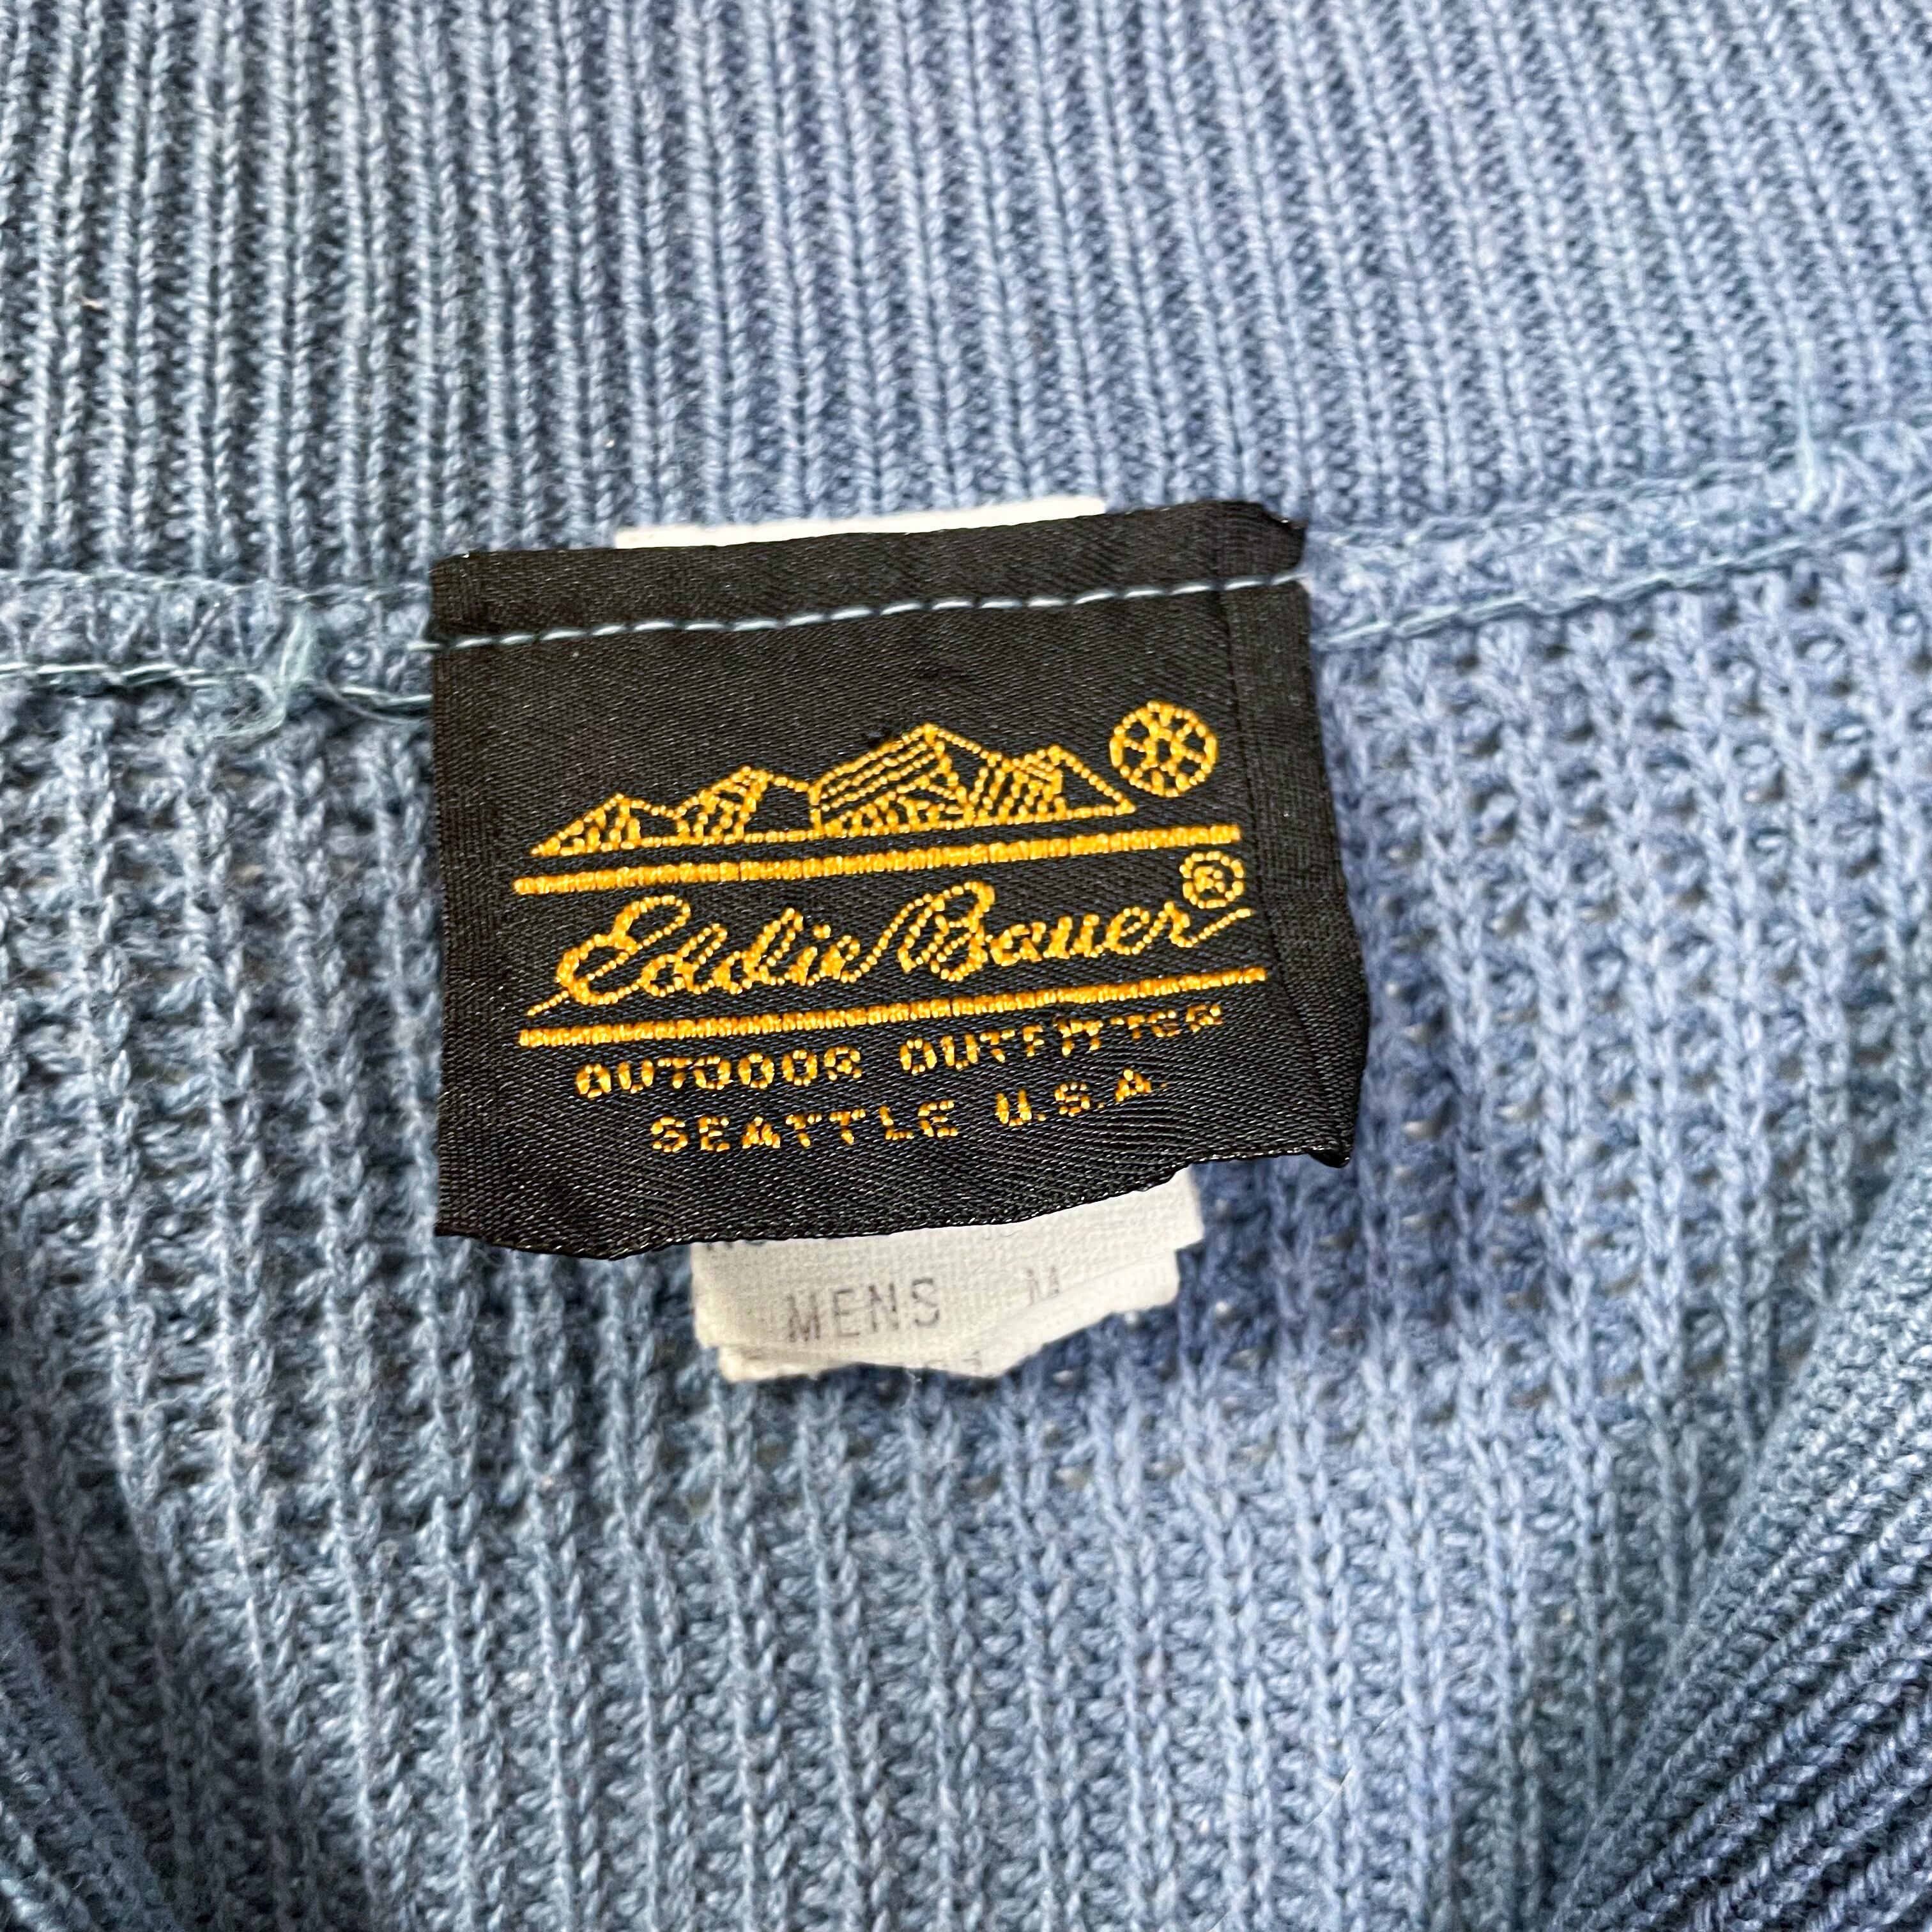 Eddie Bauer®
OUTDOOR OUTFITTER
SEATTLE U.S.A.
MENS M